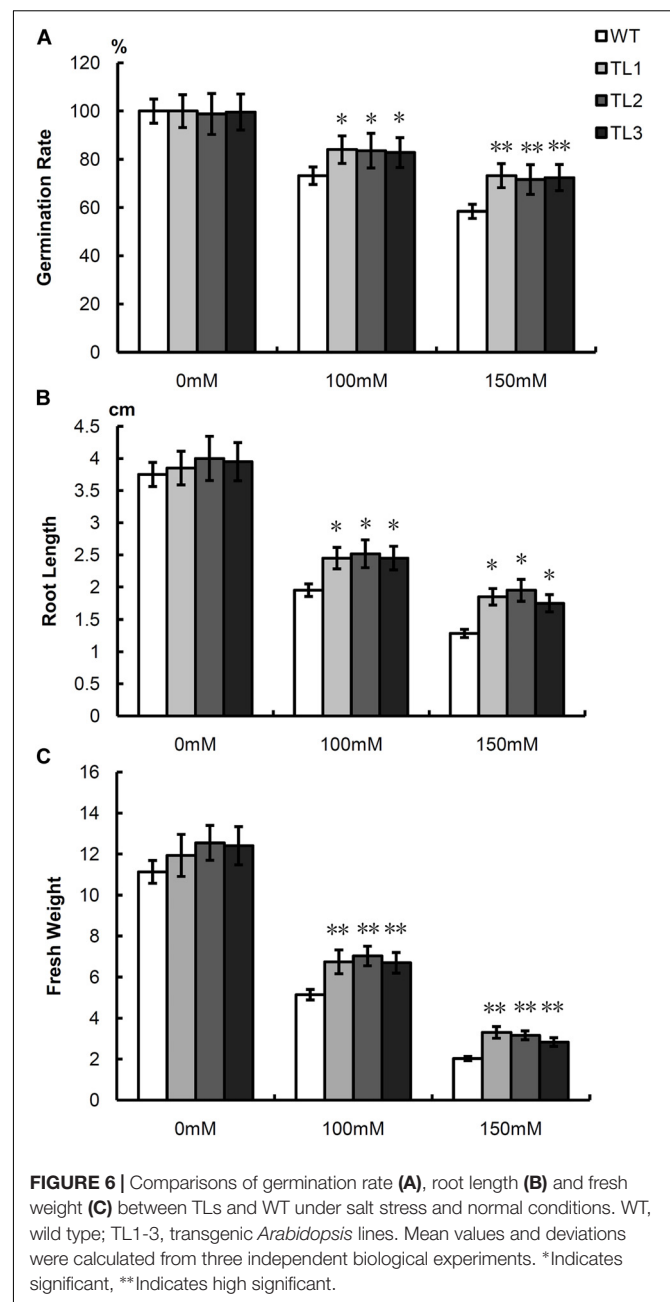 A
%
WT
TL1
TL2
TL3
120
100
80
60
40
20
0
Germination Rate
* * *
** ** **
0mM 100mM 150mM
B
cm
4.5
4
3.5
3
2.5
2
1.5
1
0.5
0
Root Length
* * *
* * *
0mM 100mM 150mM
C
16
14
12
10
8
6
4
2
0
Fresh Weight
** ** **
** ** **
0mM 100mM 150mM
FIGURE 6 | Comparisons of germination rate (A), root length (B) and fresh
weight (C) between TLs and WT under salt stress and normal conditions. WT,
wild type; TL1-3, transgenic Arabidopsis lines. Mean values and deviations
were calculated from three independent biological experiments. *Indicates
significant, **Indicates high significant.